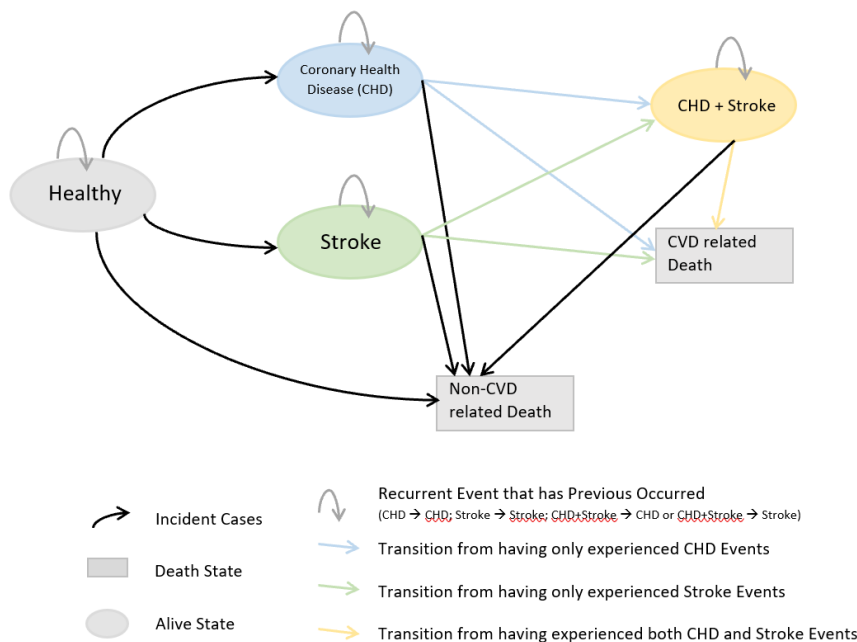 Coronary Health
Disease (CHD)
CHD + Stroke
Healthy
Stroke
CVD related
Death
Non-CVD
related Death
Incident Cases
Death State
Alive State
Recurrent Event that has Previous Occurred
(CHD → CHD; Stroke → Stroke; CHD+Stroke → CHD or CHD+Stroke → Stroke)
Transition from having only experienced CHD Events
Transition from having only experienced Stroke Events
Transition from having experienced both CHD and Stroke Events